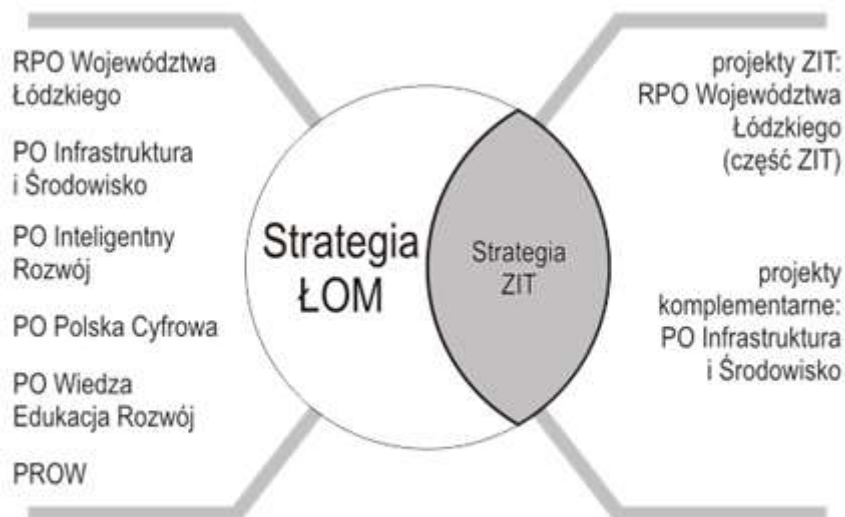 RPO Województwa
Łódzkiego
PO Infrastruktura
i Środowisko
PO Inteligentny
Rozwój
PO Polska Cyfrowa
PO Wiedza
Edukacja Rozwój
PROW
Strategia
ŁOM
Strategia
ZIT
projekty ZIT:
RPO Województwa
Łódzkiego
(część ZIT)
projekty
komplementarne:
PO Infrastruktura
i Środowisko